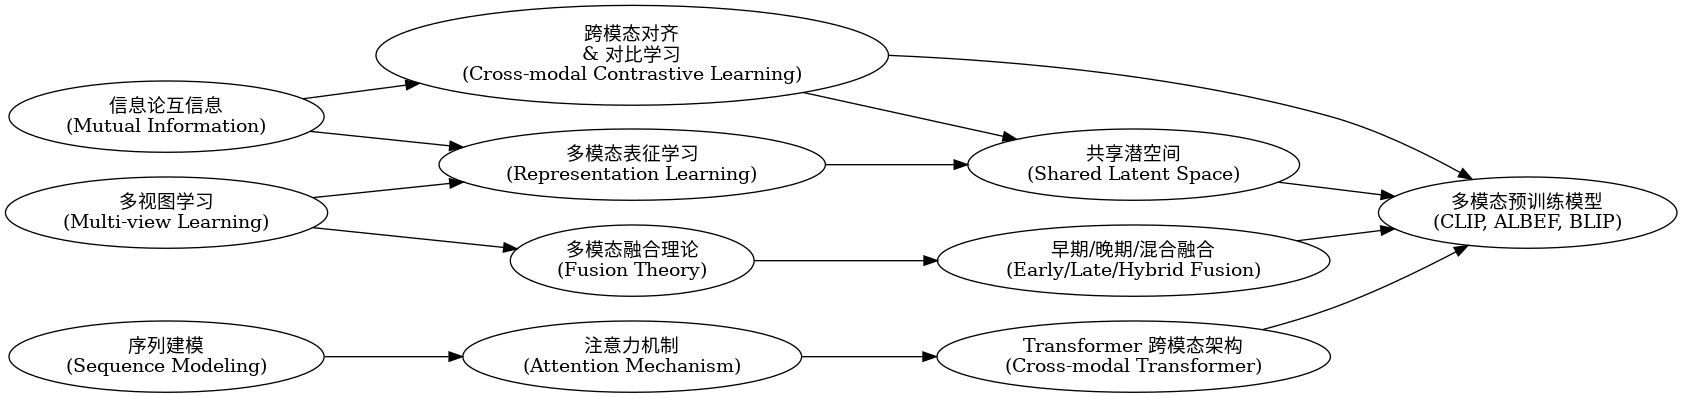 跨模态对齐
& 对比学习
(Cross-modal Contrastive Learning)
信息论互信息
(Mutual Information)
多模态表征学习
(Representation Learning)
共享潜空间
(Shared Latent Space)
多视图学习
(Multi-view Learning)
多模态预训练模型
(CLIP, ALBEF, BLIP)
多模态融合理论
(Fusion Theory)
早期/晚期/混合融合
(Early/Late/Hybrid Fusion)
序列建模
(Sequence Modeling)
注意力机制
(Attention Mechanism)
Transformer 跨模态架构
(Cross-modal Transformer)